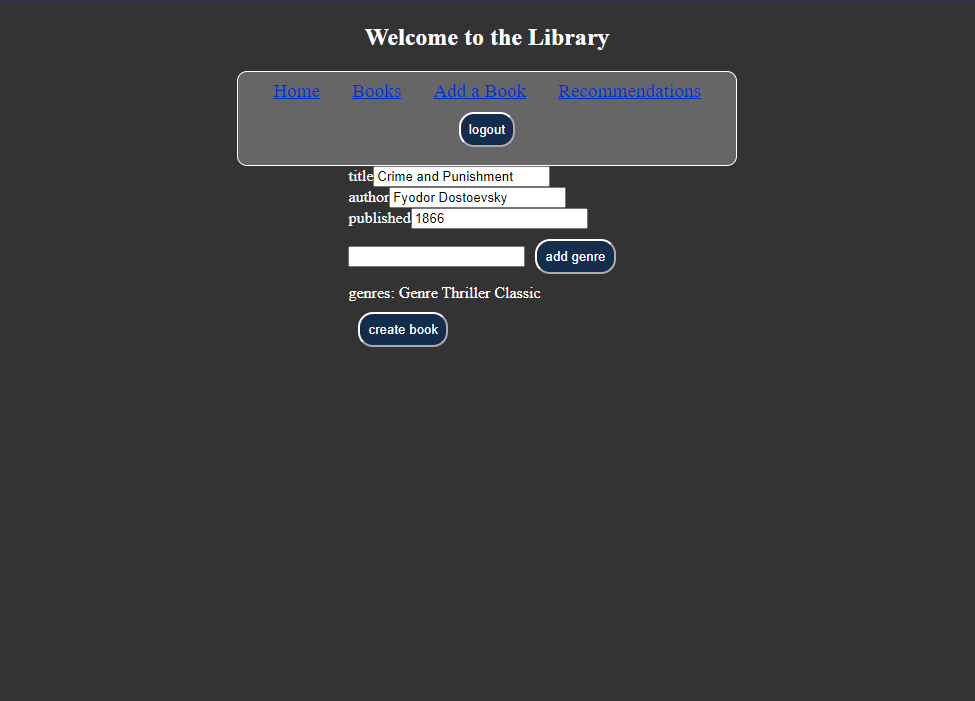 Welcome to the Library
Home Books Add a Book Recommendations
logout
title Crime and Punishment
author Fyodor Dostoevsky
published 1866
add genre
genres: Genre Thriller Classic
create book